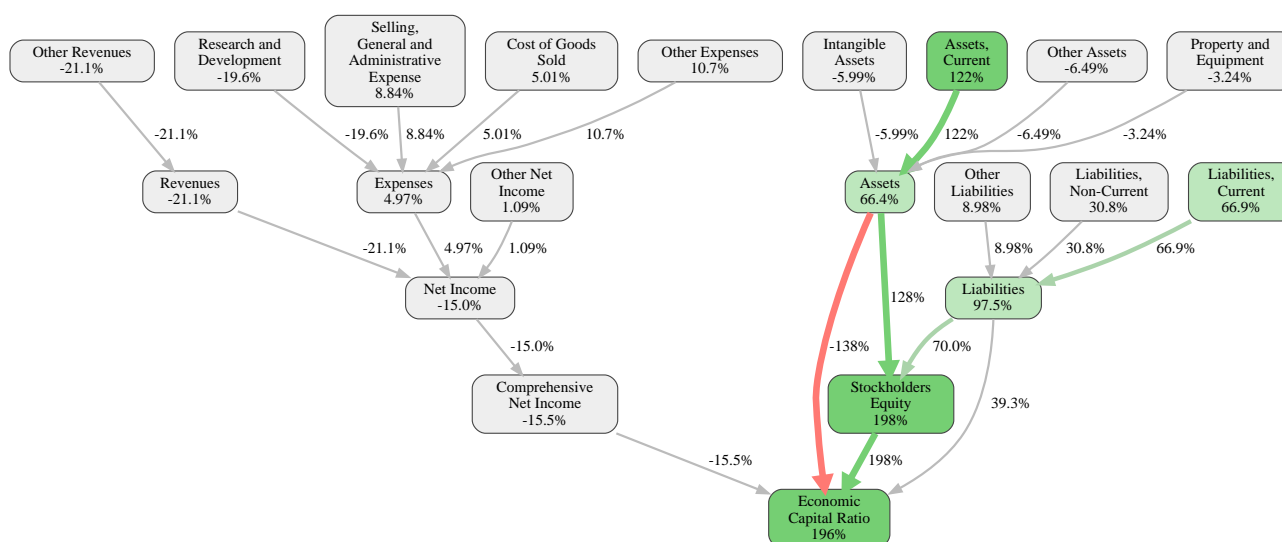 Other Revenues
-21.1%
Research and
Development
-19.6%
Selling,
General and
Administrative
Expense
8.84%
Cost of Goods
Sold
5.01%
Other Expenses
10.7%
Intangible
Assets
-5.99%
Assets,
Current
122%
Other Assets
-6.49%
Property and
Equipment
-3.24%
-21.1%
-19.6%
8.84%
5.01%
10.7%
-5.99%
122%
-6.49%
-3.24%
Revenues
-21.1%
Expenses
4.97%
Other Net
Income
1.09%
Assets
66.4%
Other
Liabilities
8.98%
Liabilities,
Non-Current
30.8%
Liabilities,
Current
66.9%
-21.1%
4.97%
1.09%
8.98%
30.8%
66.9%
Net Income
-15.0%
128%
Liabilities
97.5%
-15.0%
-138%
70.0%
Comprehensive
Net Income
-15.5%
Stockholders
Equity
198%
39.3%
-15.5%
198%
Economic
Capital Ratio
196%